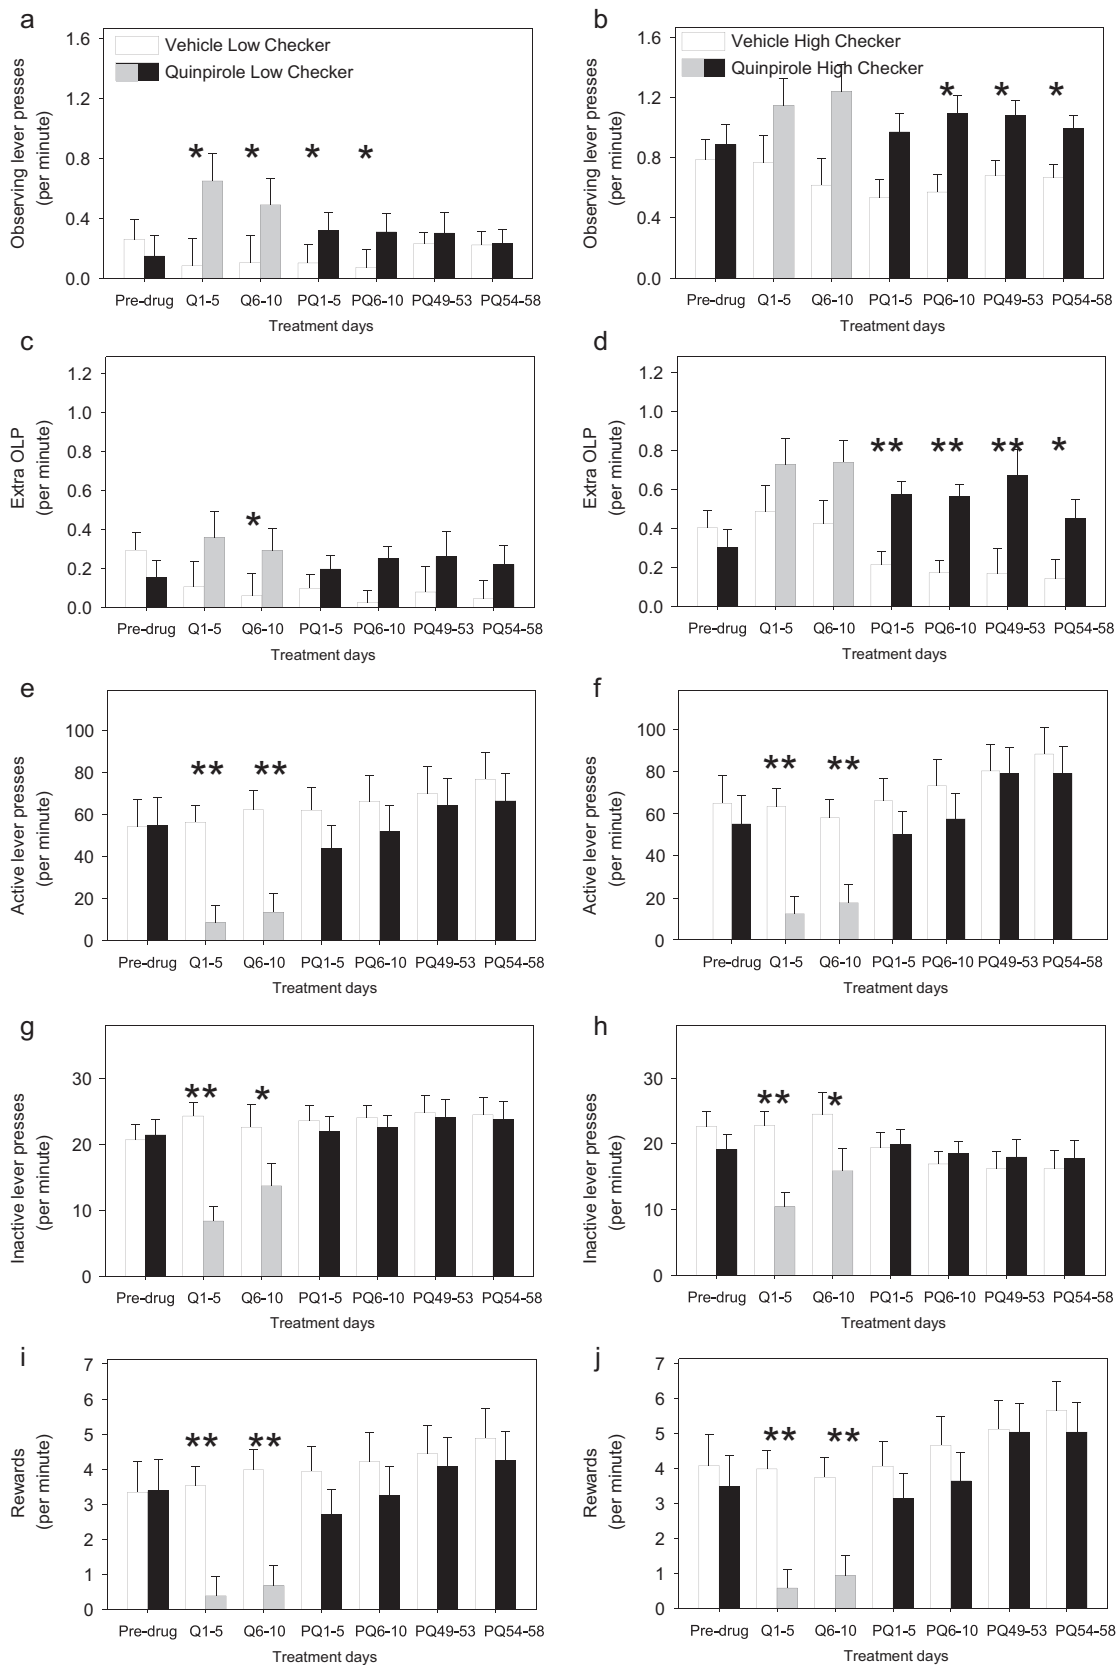 a
Observing lever presses
(per minute)
1.6
1.2
0.8
0.4
0.0
Vehicle Low Checker
Quinpirole Low Checker
* * * *
Pre-drug Q1-5 Q6-10 PQ1-5 PQ6-10 PQ49-53 PQ54-58
Treatment days
b
Observing lever presses
(per minute)
1.6
1.2
0.8
0.4
0.0
Vehicle High Checker
Quinpirole High Checker
* * *
Pre-drug Q1-5 Q6-10 PQ1-5 PQ6-10 PQ49-53 PQ54-58
Treatment days
c
Extra OLP
(per minute)
1.2
1.0
0.8
0.6
0.4
0.2
0.0
*
Pre-drug Q1-5 Q6-10 PQ1-5 PQ6-10 PQ49-53 PQ54-58
Treatment days
d
Extra OLP
(per minute)
1.2
1.0
0.8
0.6
0.4
0.2
0.0
** ** ** *
Pre-drug Q1-5 Q6-10 PQ1-5 PQ6-10 PQ49-53 PQ54-58
Treatment days
e
Active lever presses
(per minute)
100
80
60
40
20
0
** **
Pre-drug Q1-5 Q6-10 PQ1-5 PQ6-10 PQ49-53 PQ54-58
Treatment days
f
Active lever presses
(per minute)
100
80
60
40
20
0
** **
Pre-drug Q1-5 Q6-10 PQ1-5 PQ6-10 PQ49-53 PQ54-58
Treatment days
g
Inactive lever presses
(per minute)
30
20
10
0
** *
Pre-drug Q1-5 Q6-10 PQ1-5 PQ6-10 PQ49-53 PQ54-58
Treatment days
h
Inactive lever presses
(per minute)
30
20
10
0
** *
Pre-drug Q1-5 Q6-10 PQ1-5 PQ6-10 PQ49-53 PQ54-58
Treatment days
i
Rewards
(per minute)
7
6
5
4
3
2
1
0
** **
Pre-drug Q1-5 Q6-10 PQ1-5 PQ6-10 PQ49-53 PQ54-58
Treatment days
j
Rewards
(per minute)
7
6
5
4
3
2
1
0
** **
Pre-drug Q1-5 Q6-10 PQ1-5 PQ6-10 PQ49-53 PQ54-58
Treatment days